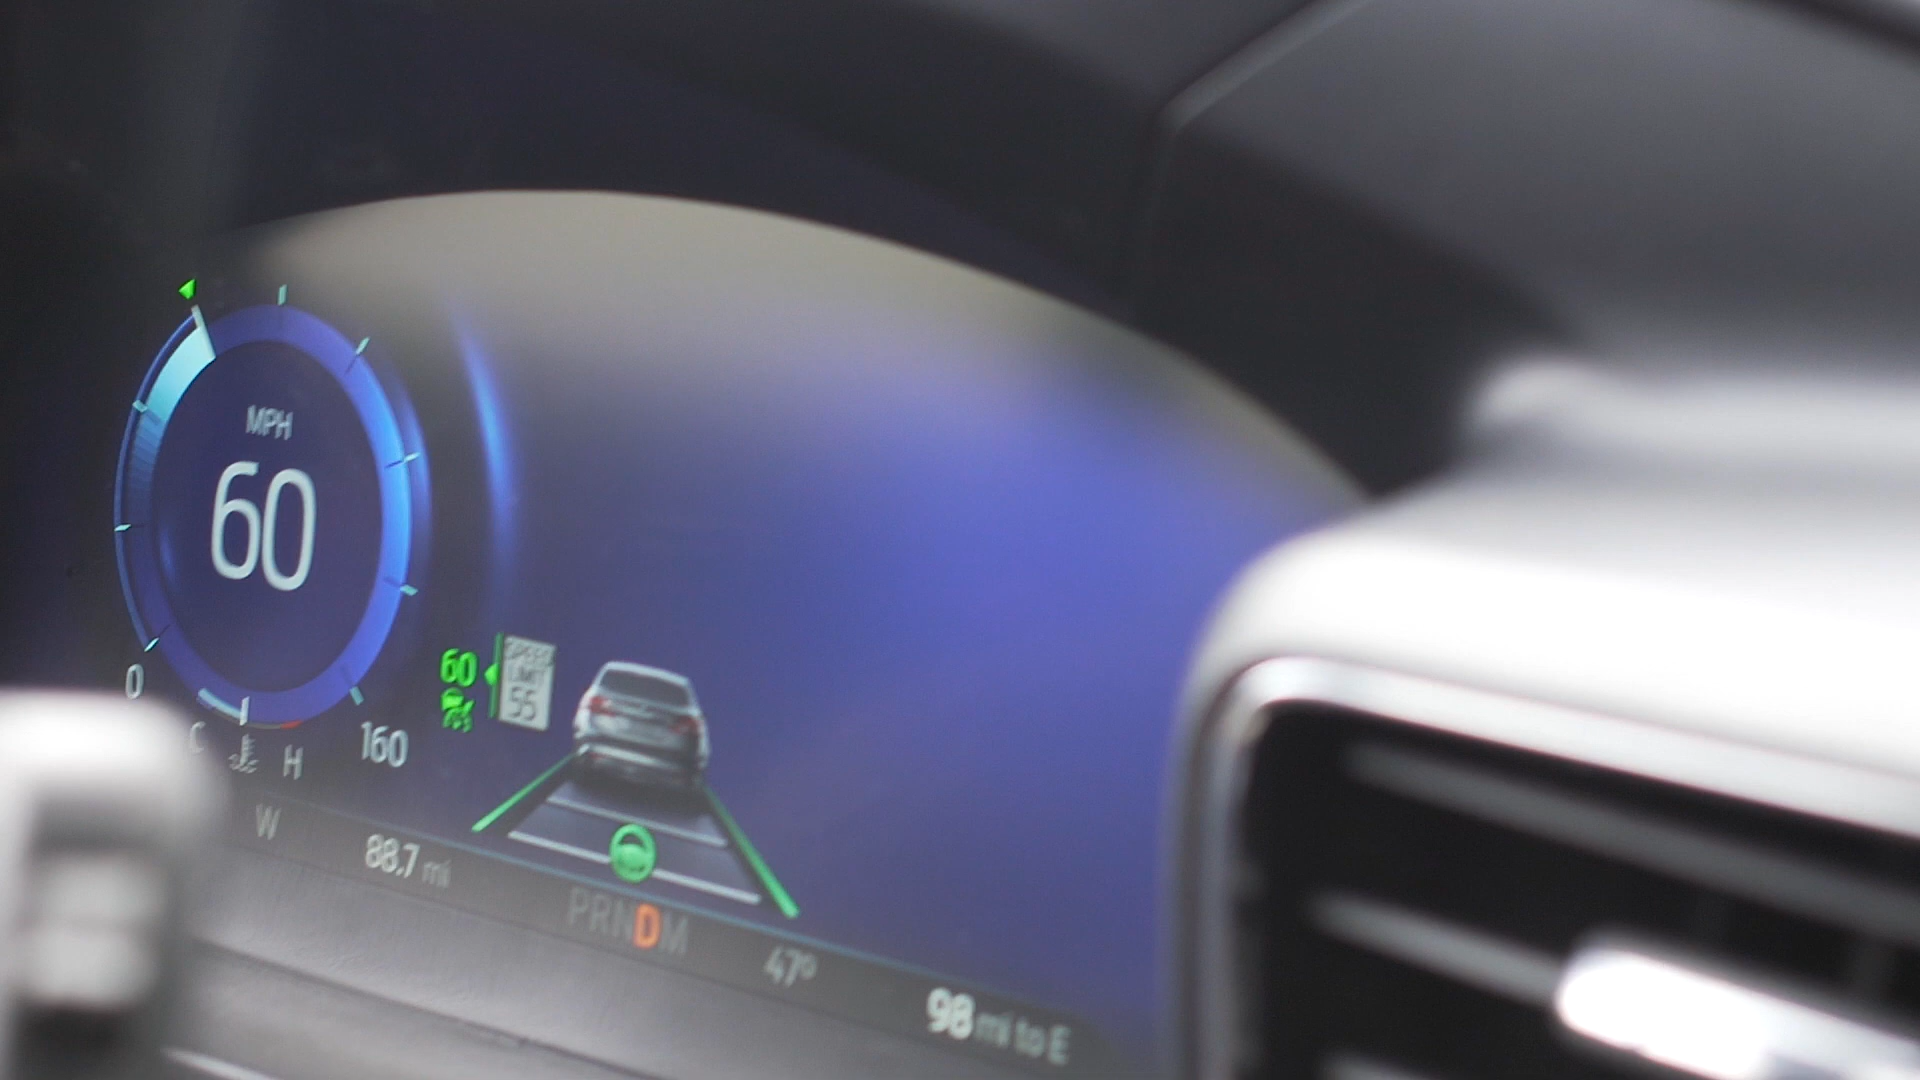 MPH
60
60
SPEED
LIMIT
55
0
160
C
H
W
88.7 mi
PRNDM
47°
98 mi to E